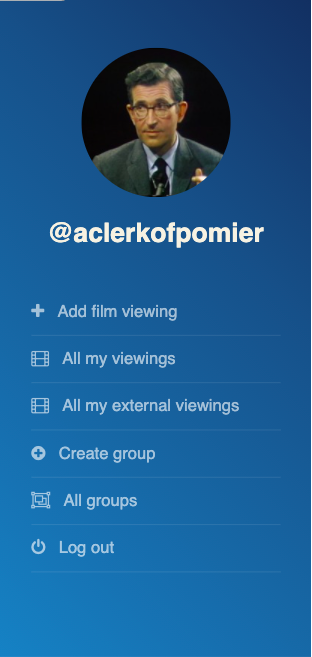 @aclerkofpomier
Add film viewing
All my viewings
All my external viewings
Create group
All groups
Log out